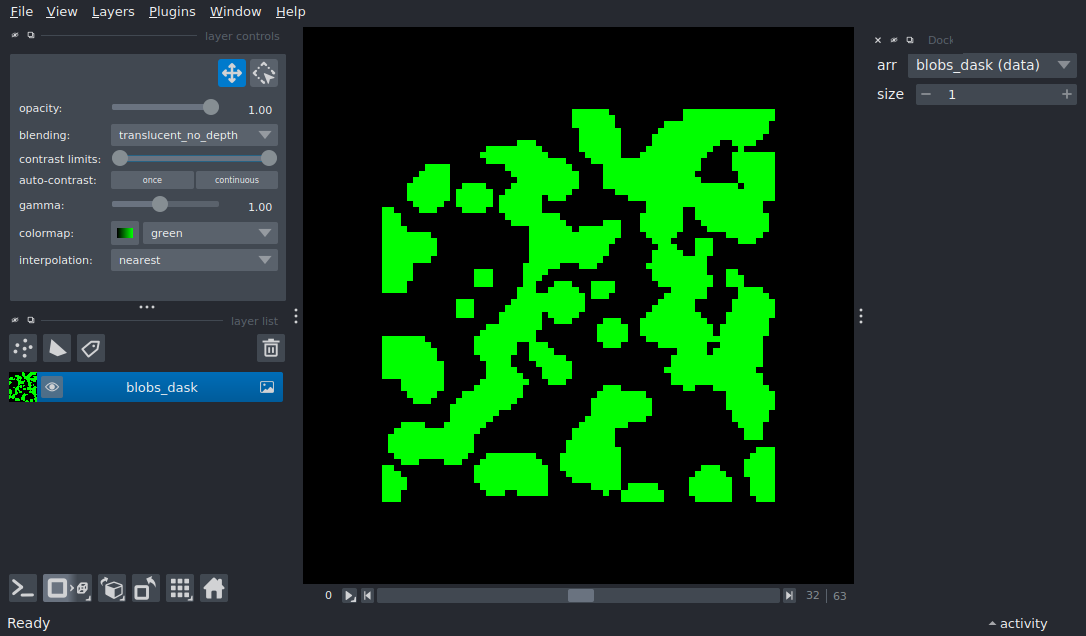 File View Layers Plugins Window Help
layer controls
opacity: 1.00
blending: translucent_no_depth
contrast limits:
auto-contrast: once continuous
gamma: 1.00
colormap: green
interpolation: nearest
layer list
blobs_dask
Dock
arr blobs_dask (data)
size 1
0 32 63
Ready
activity